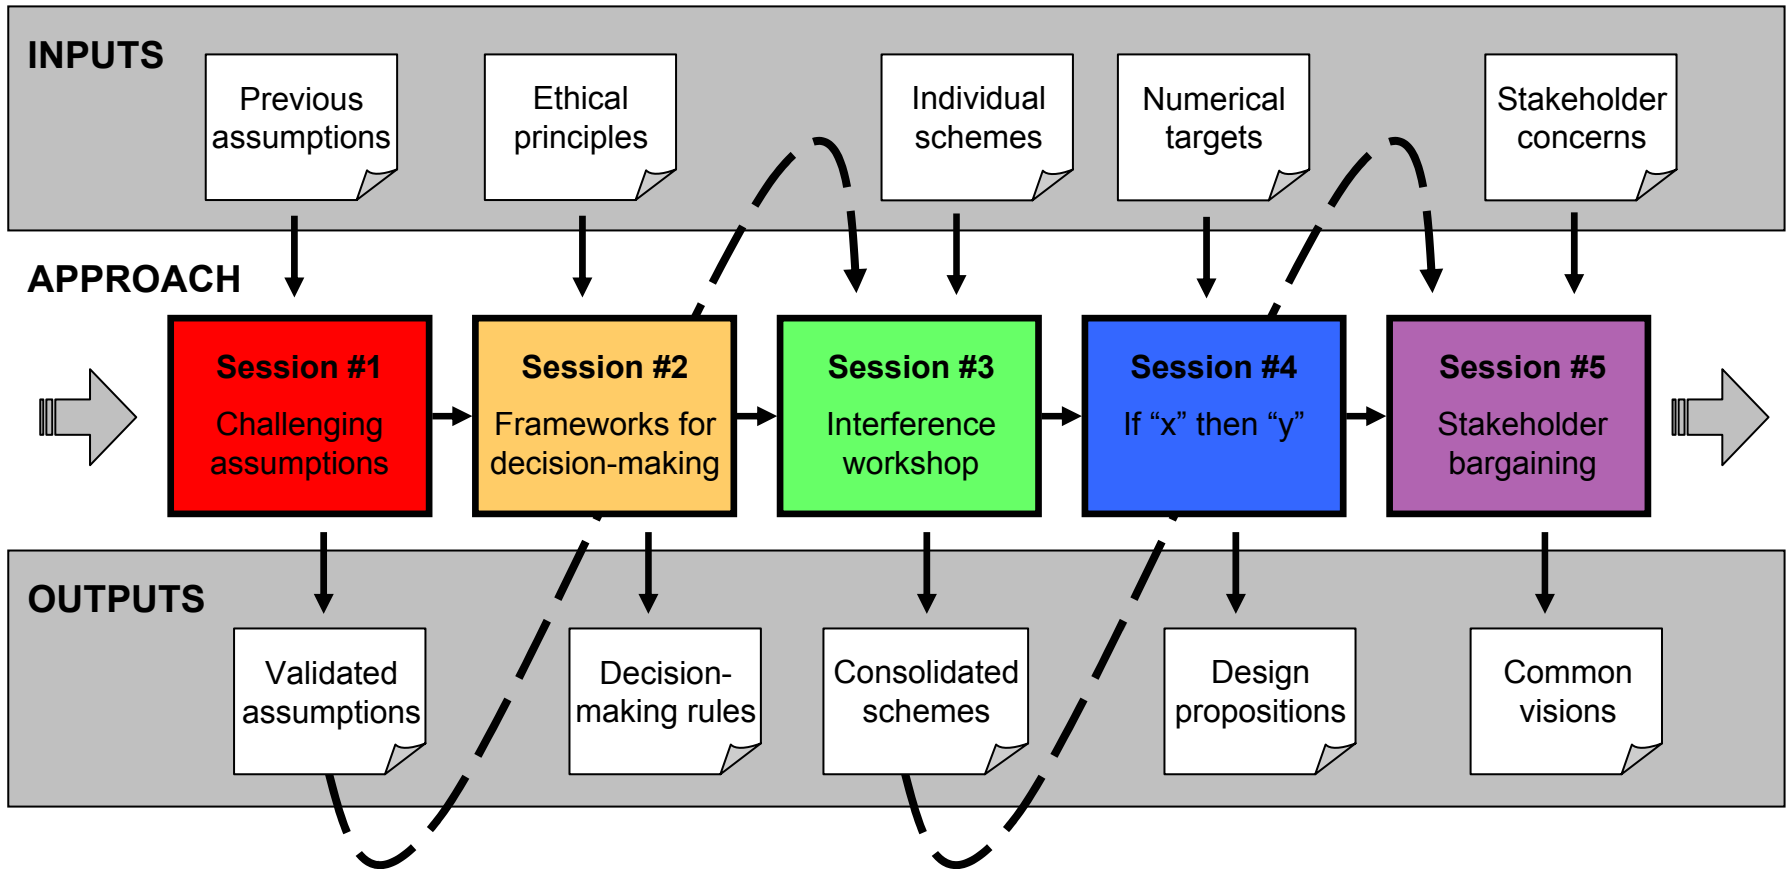 INPUTS
Previous
assumptions
Ethical
principles
Individual
schemes
Numerical
targets
Stakeholder
concerns
APPROACH
Session #1
Challenging
assumptions
Session #2
Frameworks for
decision-making
Session #3
Interference
workshop
Session #4
If “x” then “y”
Session #5
Stakeholder
bargaining
OUTPUTS
Validated
assumptions
Decision-
making rules
Consolidated
schemes
Design
propositions
Common
visions